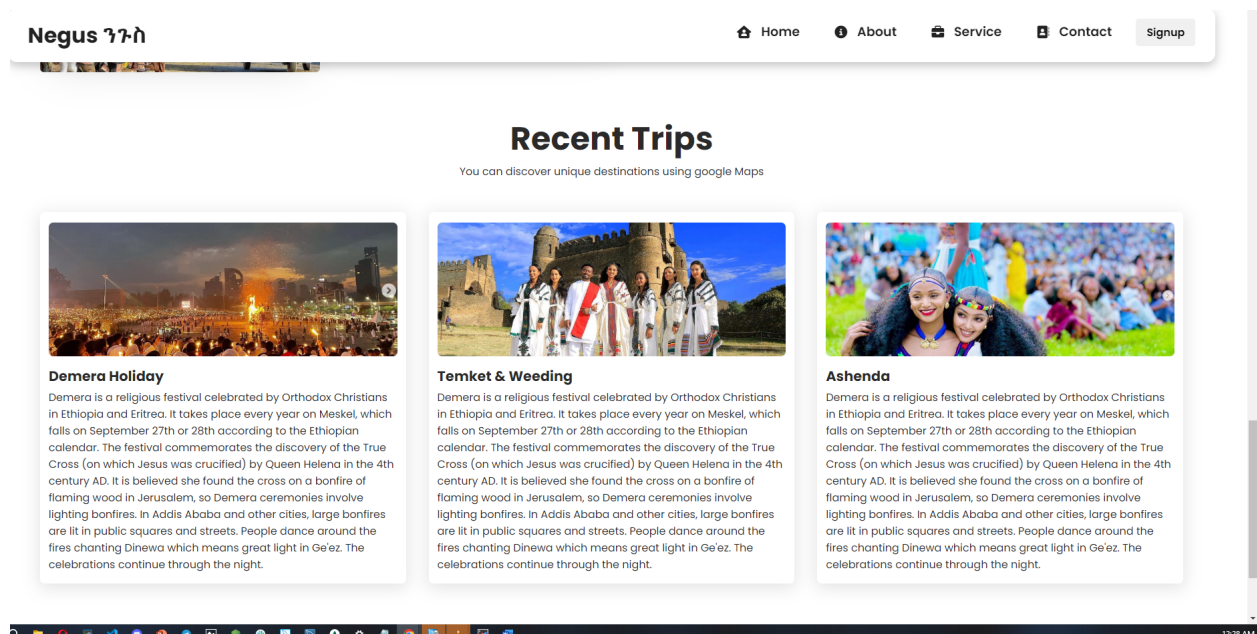 Negus ንጉስ
Home About Service Contact Signup
Recent Trips
You can discover unique destinations using google Maps
Demera Holiday
Demera is a religious festival celebrated by Orthodox Christians
in Ethiopia and Eritrea. It takes place every year on Meskel, which
falls on September 27th or 28th according to the Ethiopian
calendar. The festival commemorates the discovery of the True
Cross (on which Jesus was crucified) by Queen Helena in the 4th
century AD. It is believed she found the cross on a bonfire of
flaming wood in Jerusalem, so Demera ceremonies involve
lighting bonfires. In Addis Ababa and other cities, large bonfires
are lit in public squares and streets. People dance around the
fires chanting Dinewa which means great light in Ge'ez. The
celebrations continue through the night.
Temket & Weeding
Demera is a religious festival celebrated by Orthodox Christians
in Ethiopia and Eritrea. It takes place every year on Meskel, which
falls on September 27th or 28th according to the Ethiopian
calendar. The festival commemorates the discovery of the True
Cross (on which Jesus was crucified) by Queen Helena in the 4th
century AD. It is believed she found the cross on a bonfire of
flaming wood in Jerusalem, so Demera ceremonies involve
lighting bonfires. In Addis Ababa and other cities, large bonfires
are lit in public squares and streets. People dance around the
fires chanting Dinewa which means great light in Ge'ez. The
celebrations continue through the night.
Ashenda
Demera is a religious festival celebrated by Orthodox Christians
in Ethiopia and Eritrea. It takes place every year on Meskel, which
falls on September 27th or 28th according to the Ethiopian
calendar. The festival commemorates the discovery of the True
Cross (on which Jesus was crucified) by Queen Helena in the 4th
century AD. It is believed she found the cross on a bonfire of
flaming wood in Jerusalem, so Demera ceremonies involve
lighting bonfires. In Addis Ababa and other cities, large bonfires
are lit in public squares and streets. People dance around the
fires chanting Dinewa which means great light in Ge'ez. The
celebrations continue through the night.